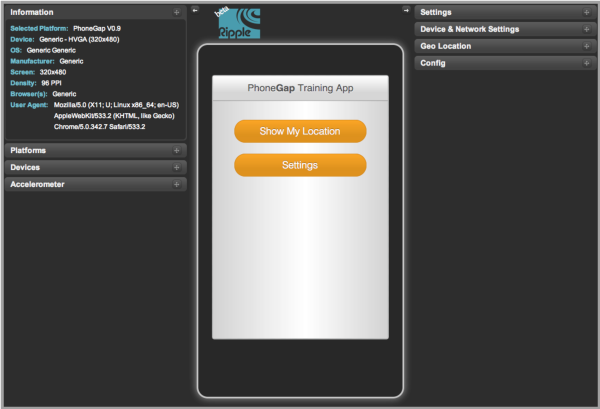 Information
Selected Platform: PhoneGap V0.9
Device: Generic - HVGA (320x480)
OS: Generic Generic
Manufacturer: Generic
Screen: 320x480
Density: 96 PPI
Browser(s): Generic
User Agent: Mozilla/5.0 (X11; U; Linux x86_64; en-US)
AppleWebKit/533.2 (KHTML, like Gecko)
Chrome/5.0.342.7 Safari/533.2
Platforms
Devices
Accelerometer
beta
Ripple
PhoneGap Training App
Show My Location
Settings
Settings
Device & Network Settings
Geo Location
Config